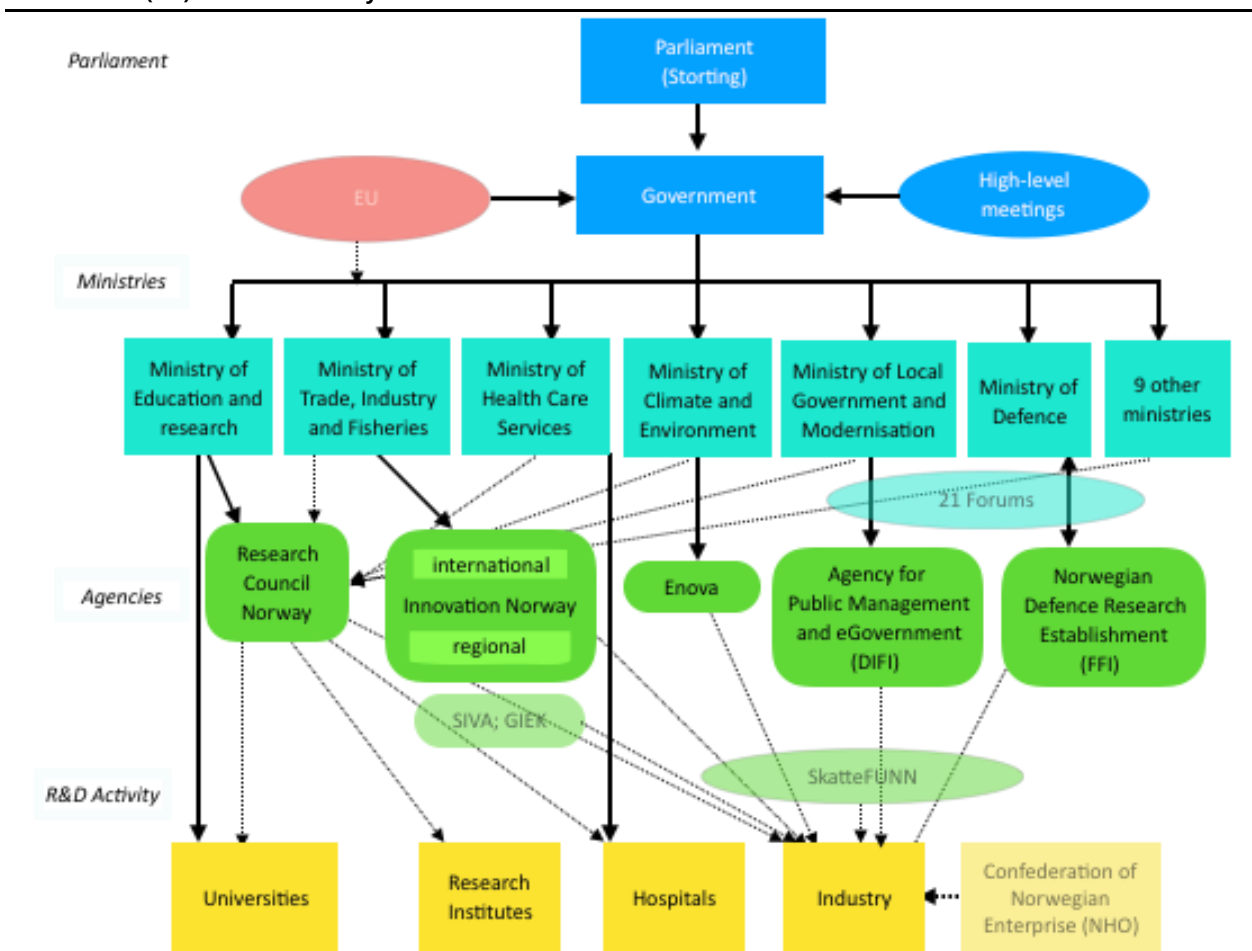 Parliament
Parliament
(Storting)
EU
Government
High-level
meetings
Ministries
Ministry of
Education and
research
Ministry of
Trade, Industry
and Fisheries
Ministry of
Health Care
Services
Ministry of
Climate and
Environment
Ministry of Local
Government and
Modernisation
Ministry of
Defence
9 other
ministries
21 Forums
Agencies
Research
Council
Norway
international
Innovation Norway
regional
Enova
Agency for
Public Management
and eGovernment
(DIFI)
Norwegian
Defence Research
Establishment
(FFI)
SIVA; GIEK
SkatteFUNN
R&D Activity
Universities
Research
Institutes
Hospitals
Industry
Confederation of
Norwegian
Enterprise (NHO)